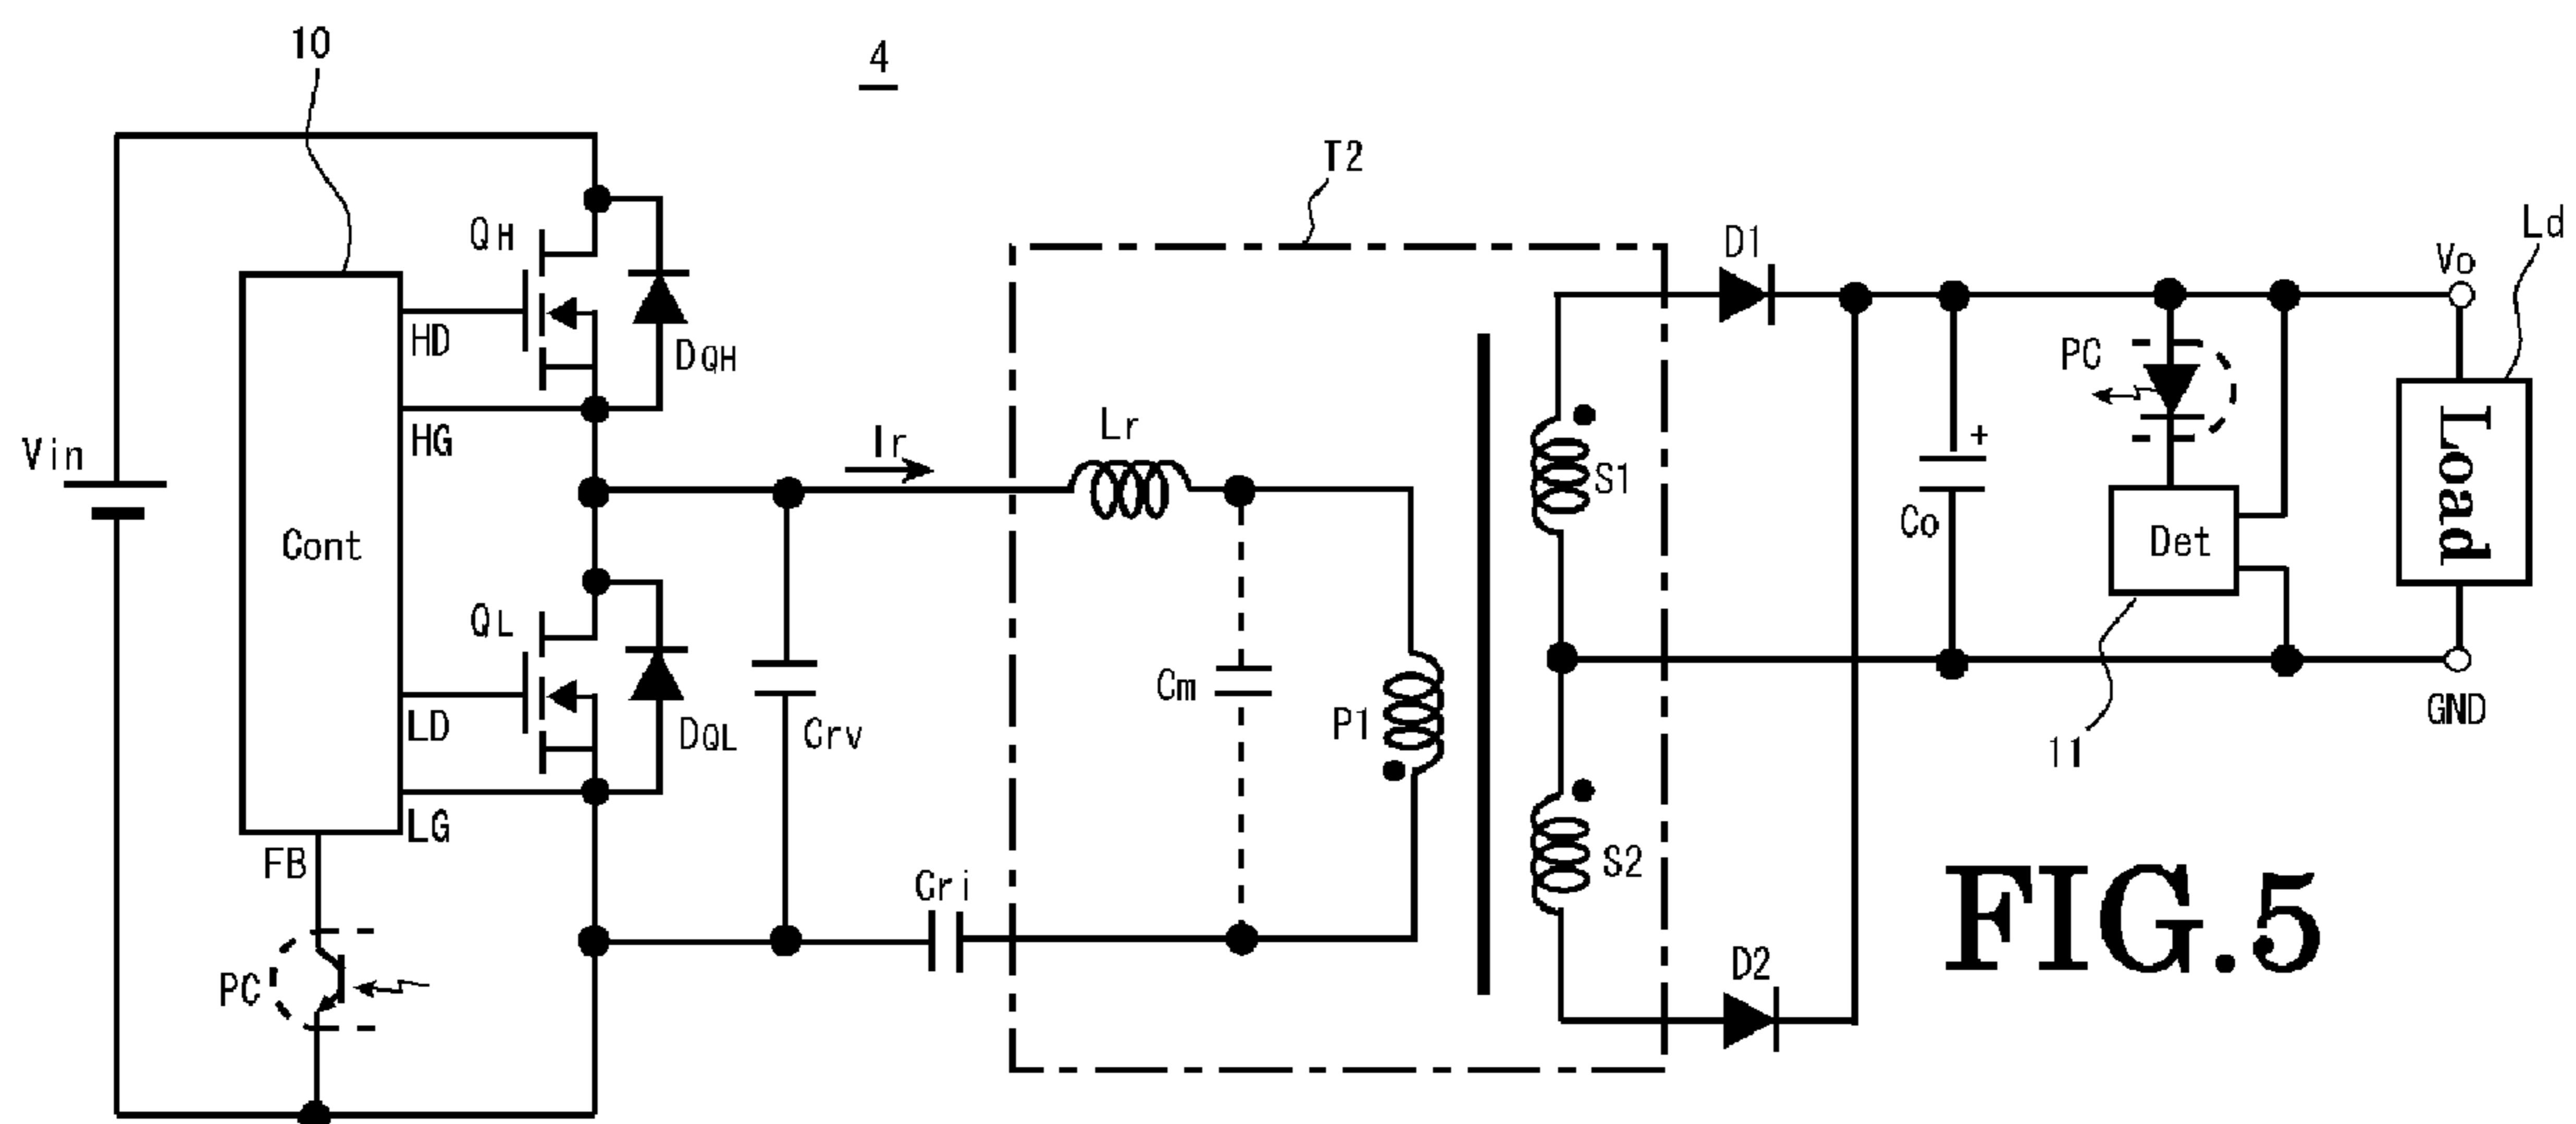 10
4
T2
QH
D1
Ld
Vo
HD
DQH
PC
HG
Ir
Lr
Vin
S1
+
Load
Co
Det
Cont
QL
Cm
P1
GND
LD
DQL
Crv
11
LG
FB
S2
Cri
PC
D2
FIG.5